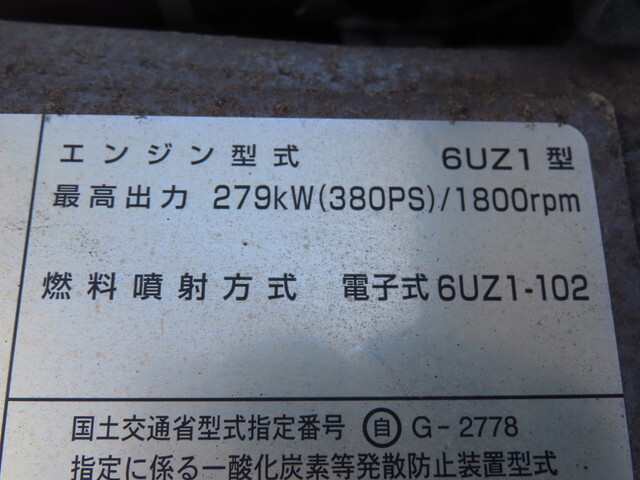 エンジン型式 6UZ1型
最高出力 279kW(380PS)/1800rpm
燃料噴射方式 電子式6UZ1-102
国土交通省型式指定番号 自 G-2778
指定に係る一酸化炭素等発散防止装置型式